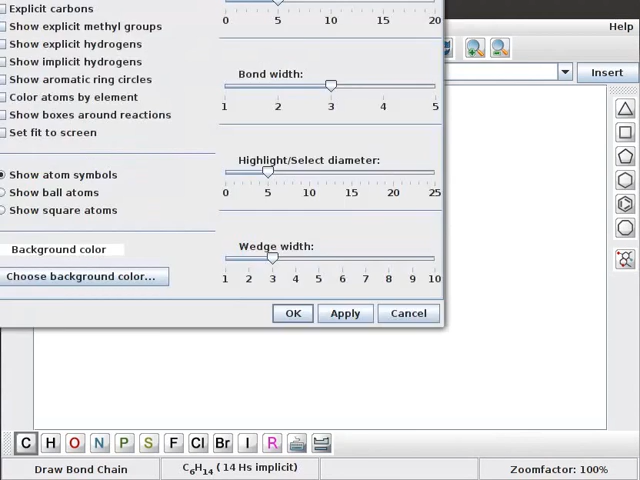 Explicit carbons
Show explicit methyl groups
Show explicit hydrogens
Show implicit hydrogens
Show aromatic ring circles
Color atoms by element
Show boxes around reactions
Set fit to screen
Show atom symbols
Show ball atoms
Show square atoms
Background color
Choose background color...
0 5 10 15 20
Bond width:
1 2 3 4 5
Highlight/Select diameter:
0 5 10 15 20 25
Wedge width:
1 2 3 4 5 6 7 8 9 10
OK Apply Cancel
Help
Insert
C H O N P S F Cl Br I R
Draw Bond Chain C6H14 ( 14 Hs implicit) Zoomfactor: 100%